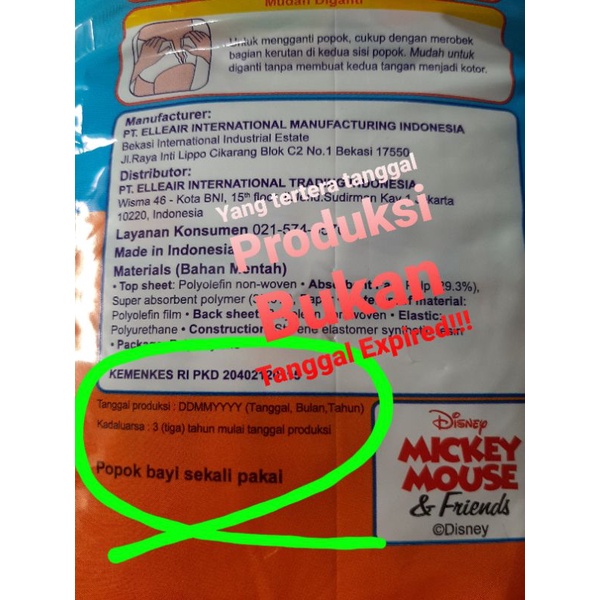 Mudah Diganti
Untuk mengganti popok, cukup dengan merobek
bagian kerutan di kedua sisi popok. Mudah untuk
diganti tanpa membuat kedua tangan menjadi kotor.
Manufacturer:
PT. ELLEAIR INTERNATIONAL MANUFACTURING INDONESIA
Bekasi International Industrial Estate
Jl.Raya Inti Lippo Cikarang Blok C2 No.1 Bekasi 17550
Distributor:
PT. ELLEAIR INTERNATIONAL TRADING INDONESIA
Wisma 46 - Kota BNI, 15th Sudirman Kav 1 Jakarta
10220, Indonesia
Layanan Konsumen 021-574
Made in Indonesia
Materials (Bahan Mentah)
• Top sheet: Polyolefin non-woven •
Super absorbent polymer material:
Polyolefin film • Back sheet: • Elastic:
Polyurethane • Construction: elastomer
KEMENKES RI PKD
Tanggal produksi : DDMMYYYY (Tanggal, Bulan,Tahun)
Kadaluarsa : 3 (tiga) tahun mulai tanggal produksi
Popok bayi sekali pakai
Yang tertera tanggal
Produksi
Bukan
Tanggal Expired!!!
Disney
MICKEY
MOUSE
& Friends
©Disney